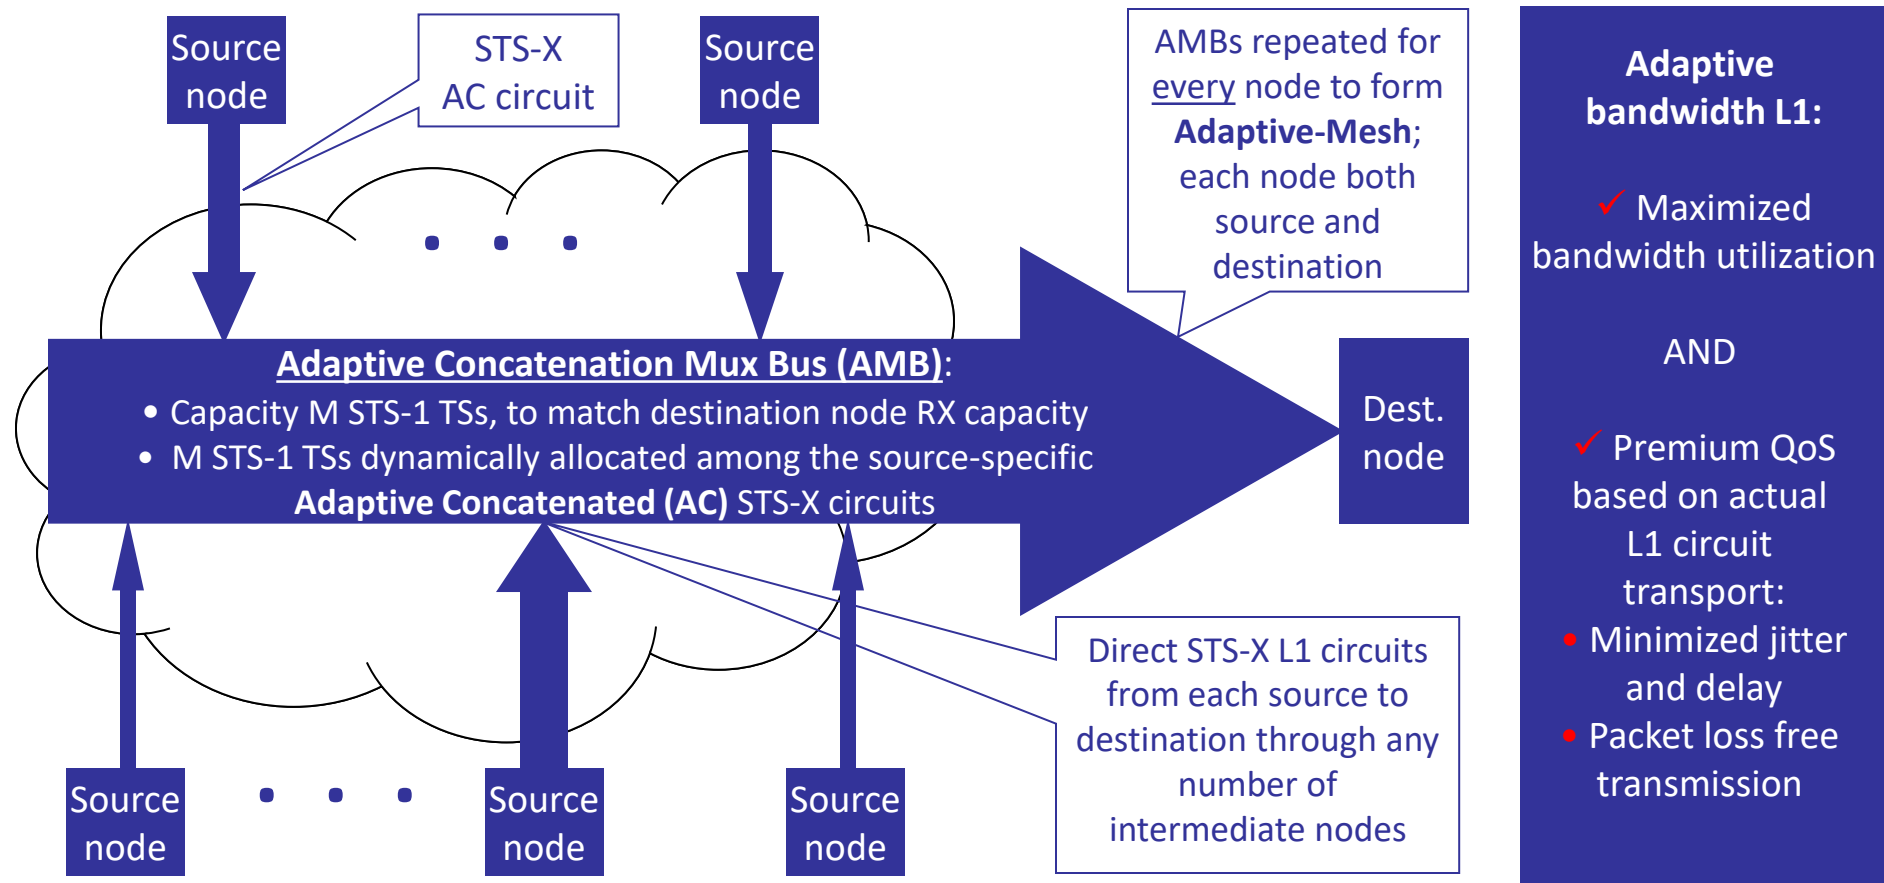 Source
node
STS-X
AC circuit
Source
node
AMBs repeated for
every node to form
Adaptive-Mesh;
each node both
source and
destination
Adaptive Concatenation Mux Bus (AMB):
• Capacity M STS-1 TSs, to match destination node RX capacity
• M STS-1 TSs dynamically allocated among the source-specific
Adaptive Concatenated (AC) STS-X circuits
Dest.
node
Source
node
Source
node
Source
node
Direct STS-X L1 circuits
from each source to
destination through any
number of
intermediate nodes
Adaptive
bandwidth L1:
✓ Maximized
bandwidth utilization
AND
✓ Premium QoS
based on actual
L1 circuit
transport:
• Minimized jitter
and delay
• Packet loss free
transmission